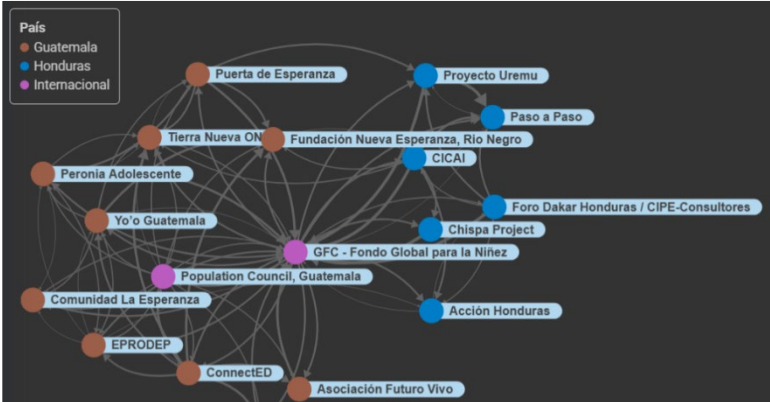 País
Guatemala
Honduras
Internacional
Puerta de Esperanza
Proyecto Uremu
Paso a Paso
Tierra Nueva ON
Fundación Nueva Esperanza, Rio Negro
CICAI
Peronia Adolescente
Foro Dakar Honduras / CIPE-Consultores
Yo'o Guatemala
Chispa Project
GFC - Fondo Global para la Niñez
Population Council, Guatemala
Comunidad La Esperanza
Acción Honduras
EPRODEP
ConnectED
Asociación Futuro Vivo